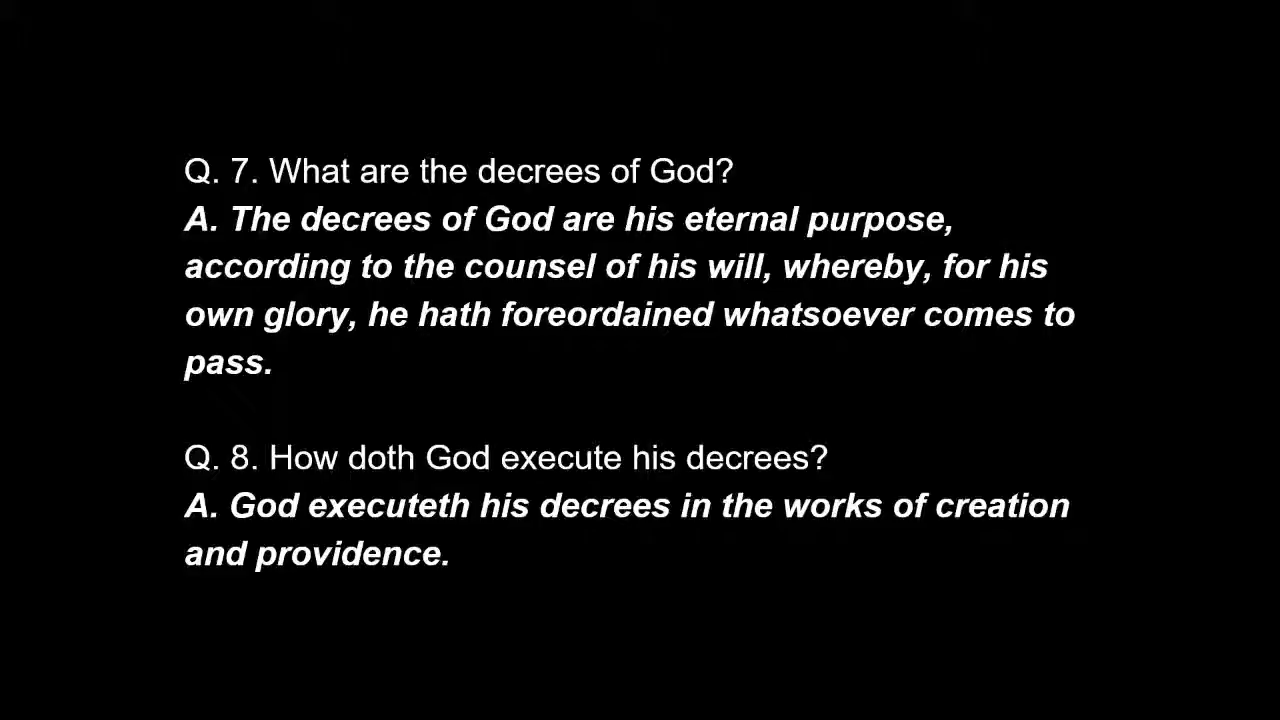 Q. 7. What are the decrees of God?
A. The decrees of God are his eternal purpose,
according to the counsel of his will, whereby, for his
own glory, he hath foreordained whatsoever comes to
pass.
Q. 8. How doth God execute his decrees?
A. God executeth his decrees in the works of creation
and providence.